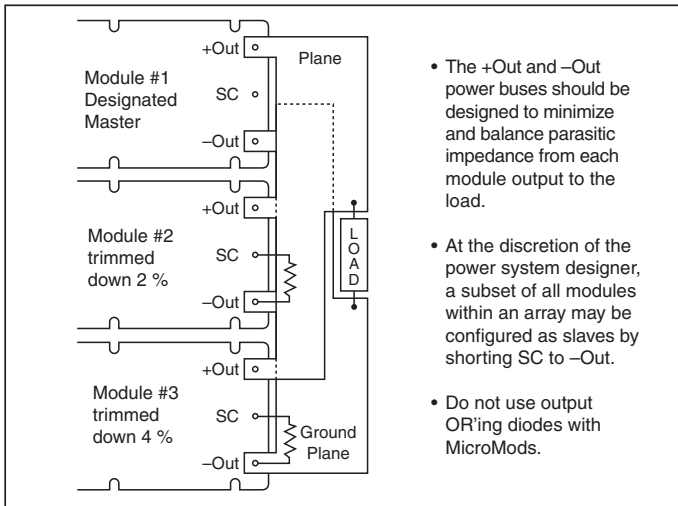 +Out
Plane
Module #1
Designated
Master
SC
–Out
+Out
Module #2
trimmed
down 2 %
SC
–Out
LOAD
+Out
Module #3
trimmed
down 4 %
SC
Ground
Plane
–Out
• The +Out and –Out
power buses should be
designed to minimize
and balance parasitic
impedance from each
module output to the
load.
• At the discretion of the
power system designer,
a subset of all modules
within an array may be
configured as slaves by
shorting SC to –Out.
• Do not use output
OR'ing diodes with
MicroMods.